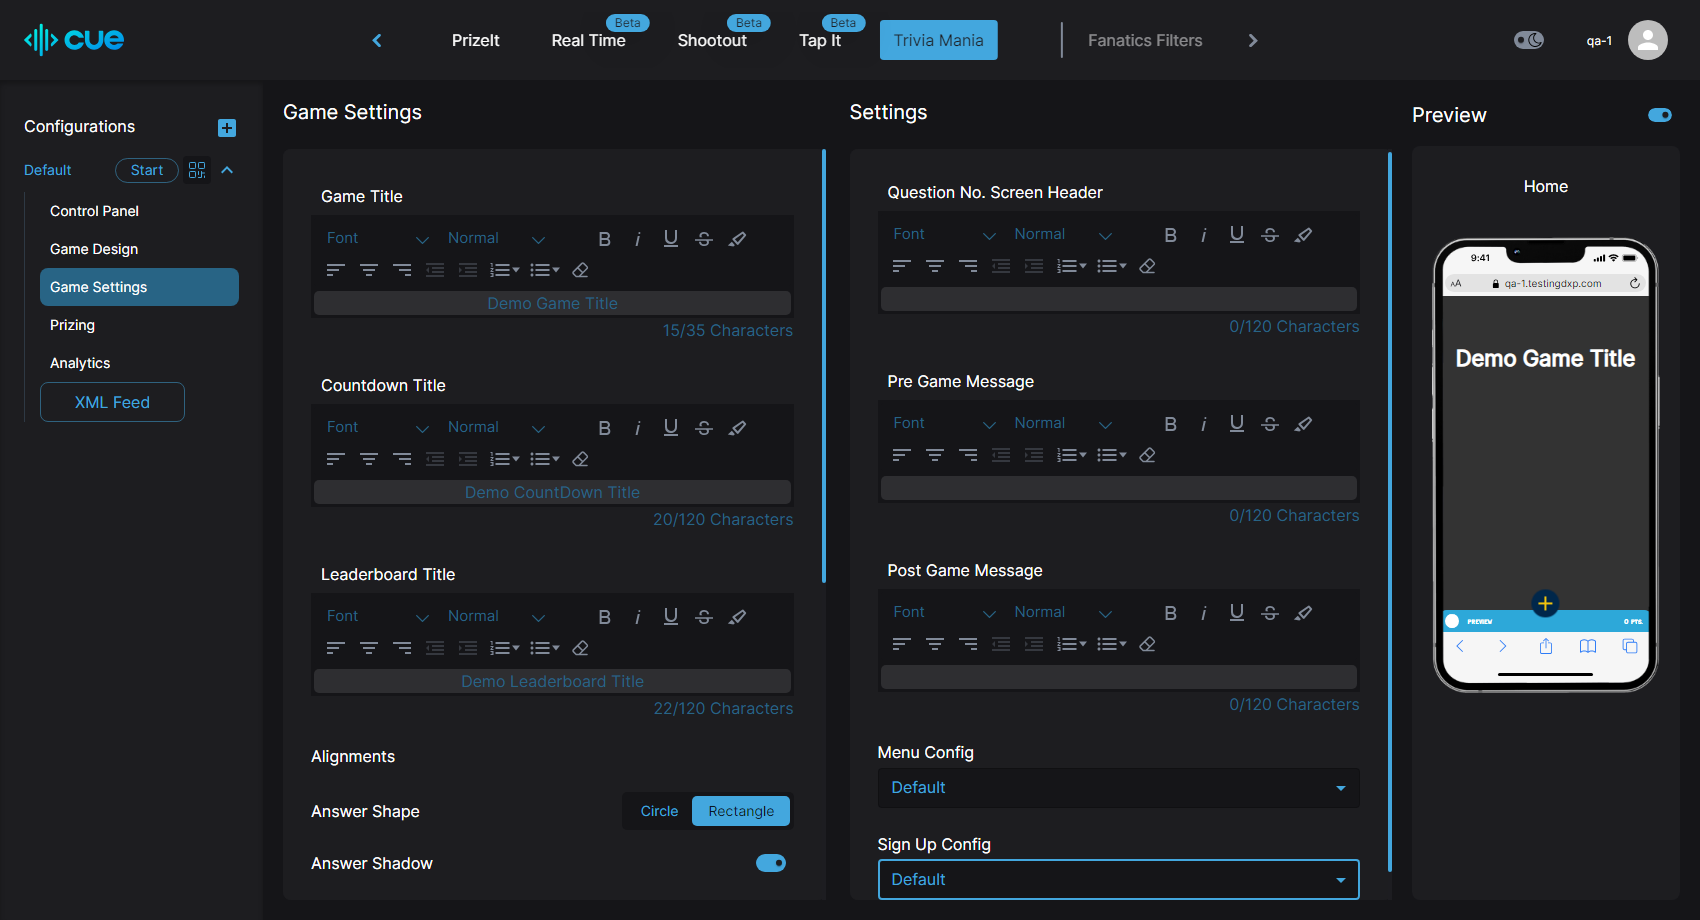 cue
PrizeIt
Real Time
Beta
Shootout
Beta
Tap It
Beta
Trivia Mania
Fanatics Filters
qa-1
Configurations
Default
Start
Control Panel
Game Design
Game Settings
Prizing
Analytics
XML Feed
Game Settings
Game Title
Font
Normal
B i U S
Demo Game Title
15/35 Characters
Countdown Title
Font
Normal
B i U S
Demo CountDown Title
20/120 Characters
Leaderboard Title
Font
Normal
B i U S
Demo Leaderboard Title
22/120 Characters
Alignments
Answer Shape
Circle
Rectangle
Answer Shadow
Settings
Question No. Screen Header
Font
Normal
B i U S
0/120 Characters
Pre Game Message
Font
Normal
B i U S
0/120 Characters
Post Game Message
Font
Normal
B i U S
0/120 Characters
Menu Config
Default
Sign Up Config
Default
Preview
Home
9:41
AA
qa-1.testingdxp.com
Demo Game Title
PREVIEW
0 PTS.